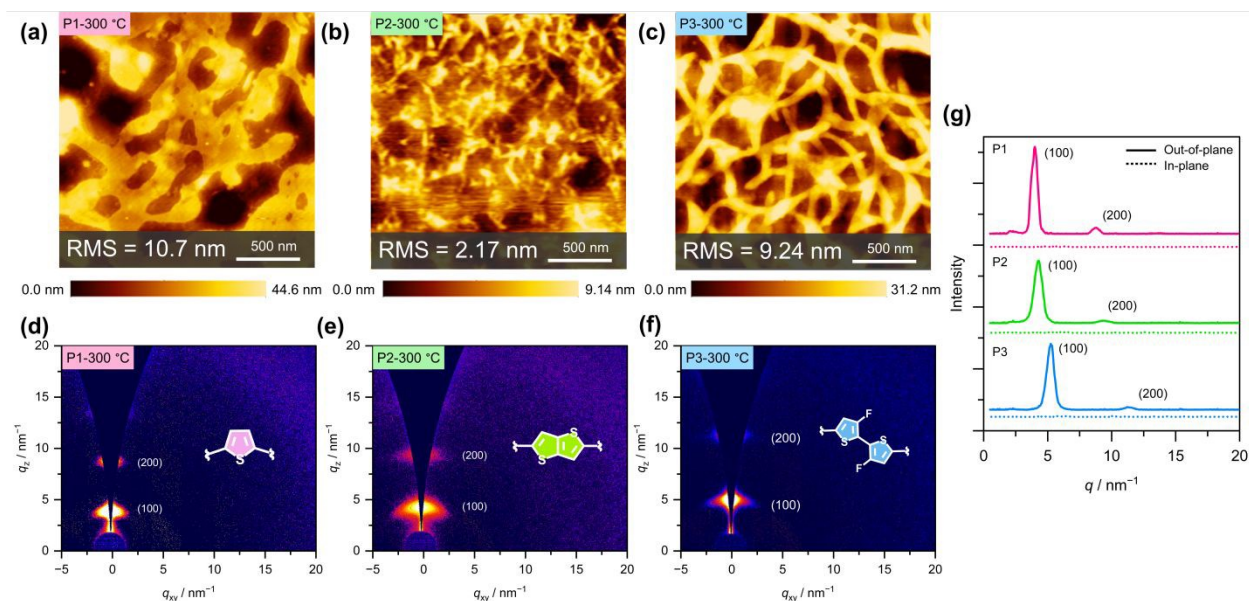 (a)
P1-300 °C
RMS = 10.7 nm
500 nm
0.0 nm
44.6 nm
(b)
P2-300 °C
RMS = 2.17 nm
500 nm
0.0 nm
9.14 nm
(c)
P3-300 °C
RMS = 9.24 nm
500 nm
0.0 nm
31.2 nm
(d)
P1-300 °C
20
15
10
5
0
qz / nm−1
(200)
(100)
S
−5 0 5 10 15 20
qxy / nm−1
(e)
P2-300 °C
20
15
10
5
0
qz / nm−1
(200)
(100)
S
S
−5 0 5 10 15 20
qxy / nm−1
(f)
P3-300 °C
20
15
10
5
0
qz / nm−1
(200)
(100)
F
S
S
F
−5 0 5 10 15 20
qxy / nm−1
(g)
P1
(100)
Out-of-plane
In-plane
(200)
P2
(100)
(200)
P3
(100)
(200)
Intensity
0 5 10 15 20
q / nm−1